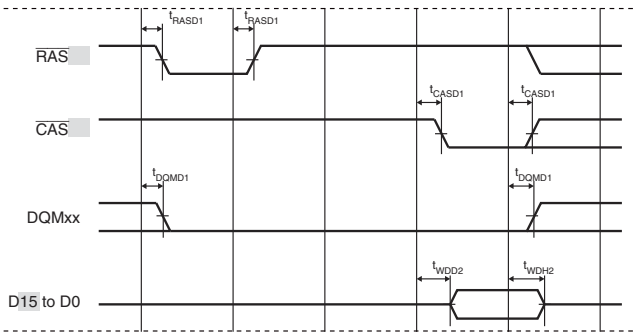 tRASD1 tRASD1
RAS
tCASD1 tCASD1
CAS
tDQMD1 tDQMD1
DQMxx
tWDD2 tWDH2
D15 to D0